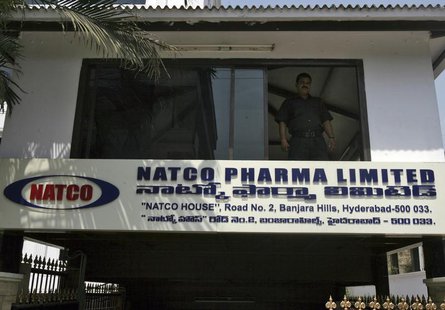 NATCO
NATCO PHARMA LIMITED
నాట్కో ఫార్మా లిమిటెడ్
"NATCO HOUSE", Road No. 2, Banjara Hills, Hyderabad-500 033.
"నాట్కో హౌస్" రోడ్ నెం.2, బంజారాహిల్స్, హైదరాబాద్ - 500 033.